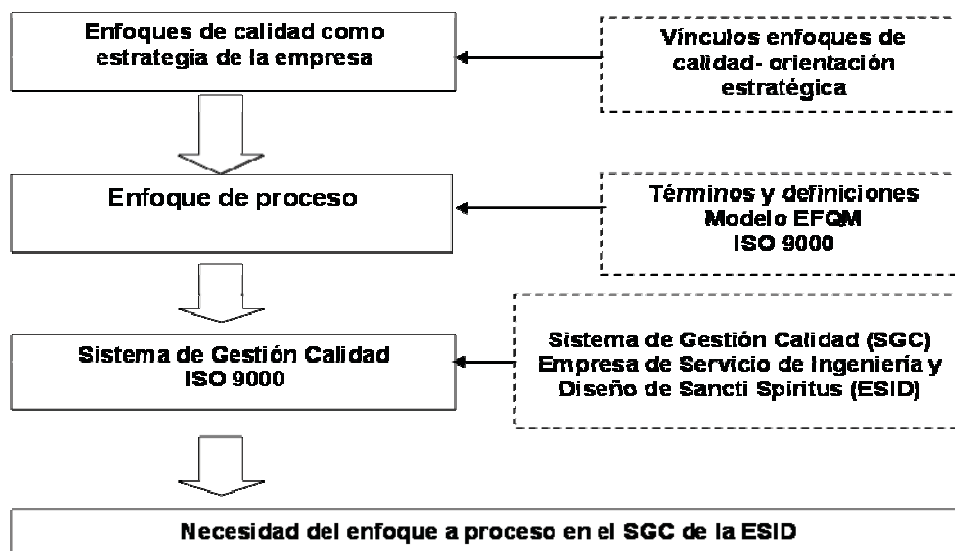 Enfoques de calidad como
estrategia de la empresa
Vínculos enfoques de
calidad- orientación
estratégica
Enfoque de proceso
Términos y definiciones
Modelo EFQM
ISO 9000
Sistema de Gestión Calidad
ISO 9000
Sistema de Gestión Calidad (SGC)
Empresa de Servicio de Ingeniería y
Diseño de Sancti Spiritus (ESID)
Necesidad del enfoque a proceso en el SGC de la ESID